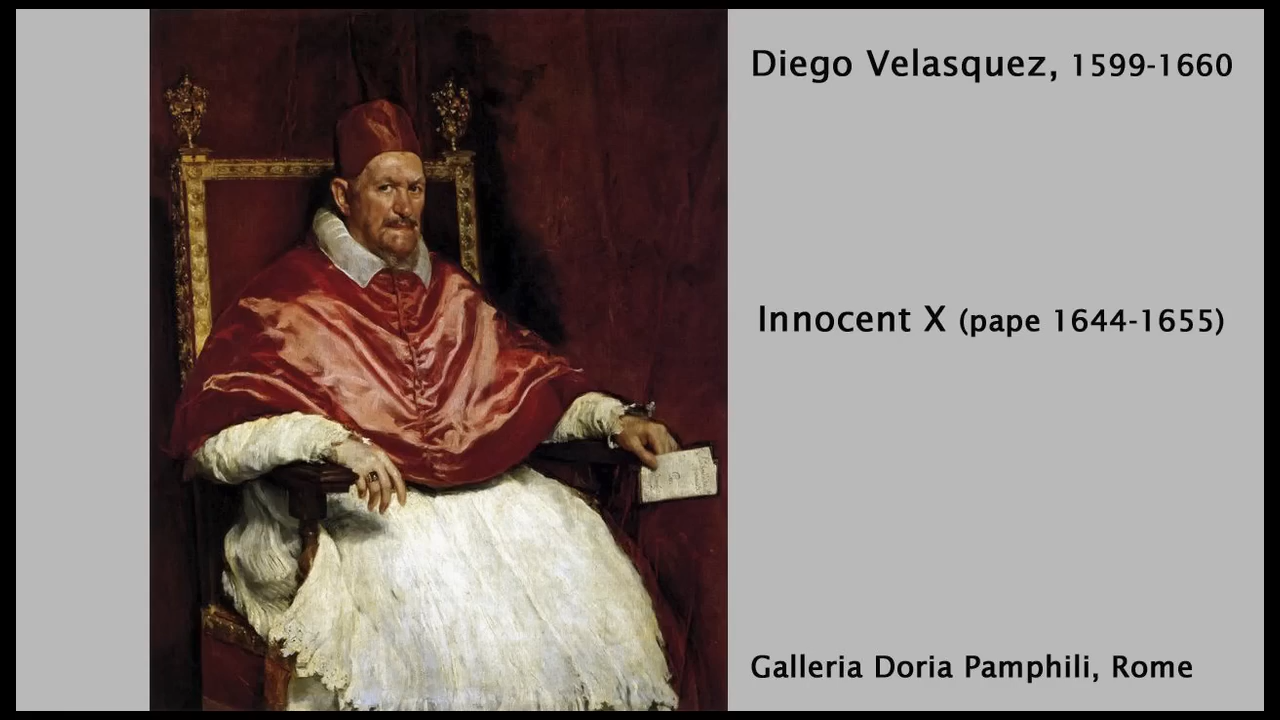 Diego Velasquez, 1599-1660
Innocent X (pape 1644-1655)
Galleria Doria Pamphili, Rome